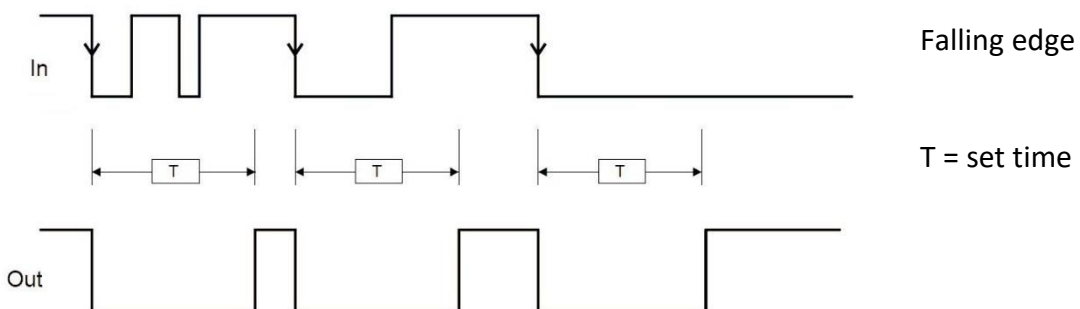 Falling edge
In
T T T
T = set time
Out